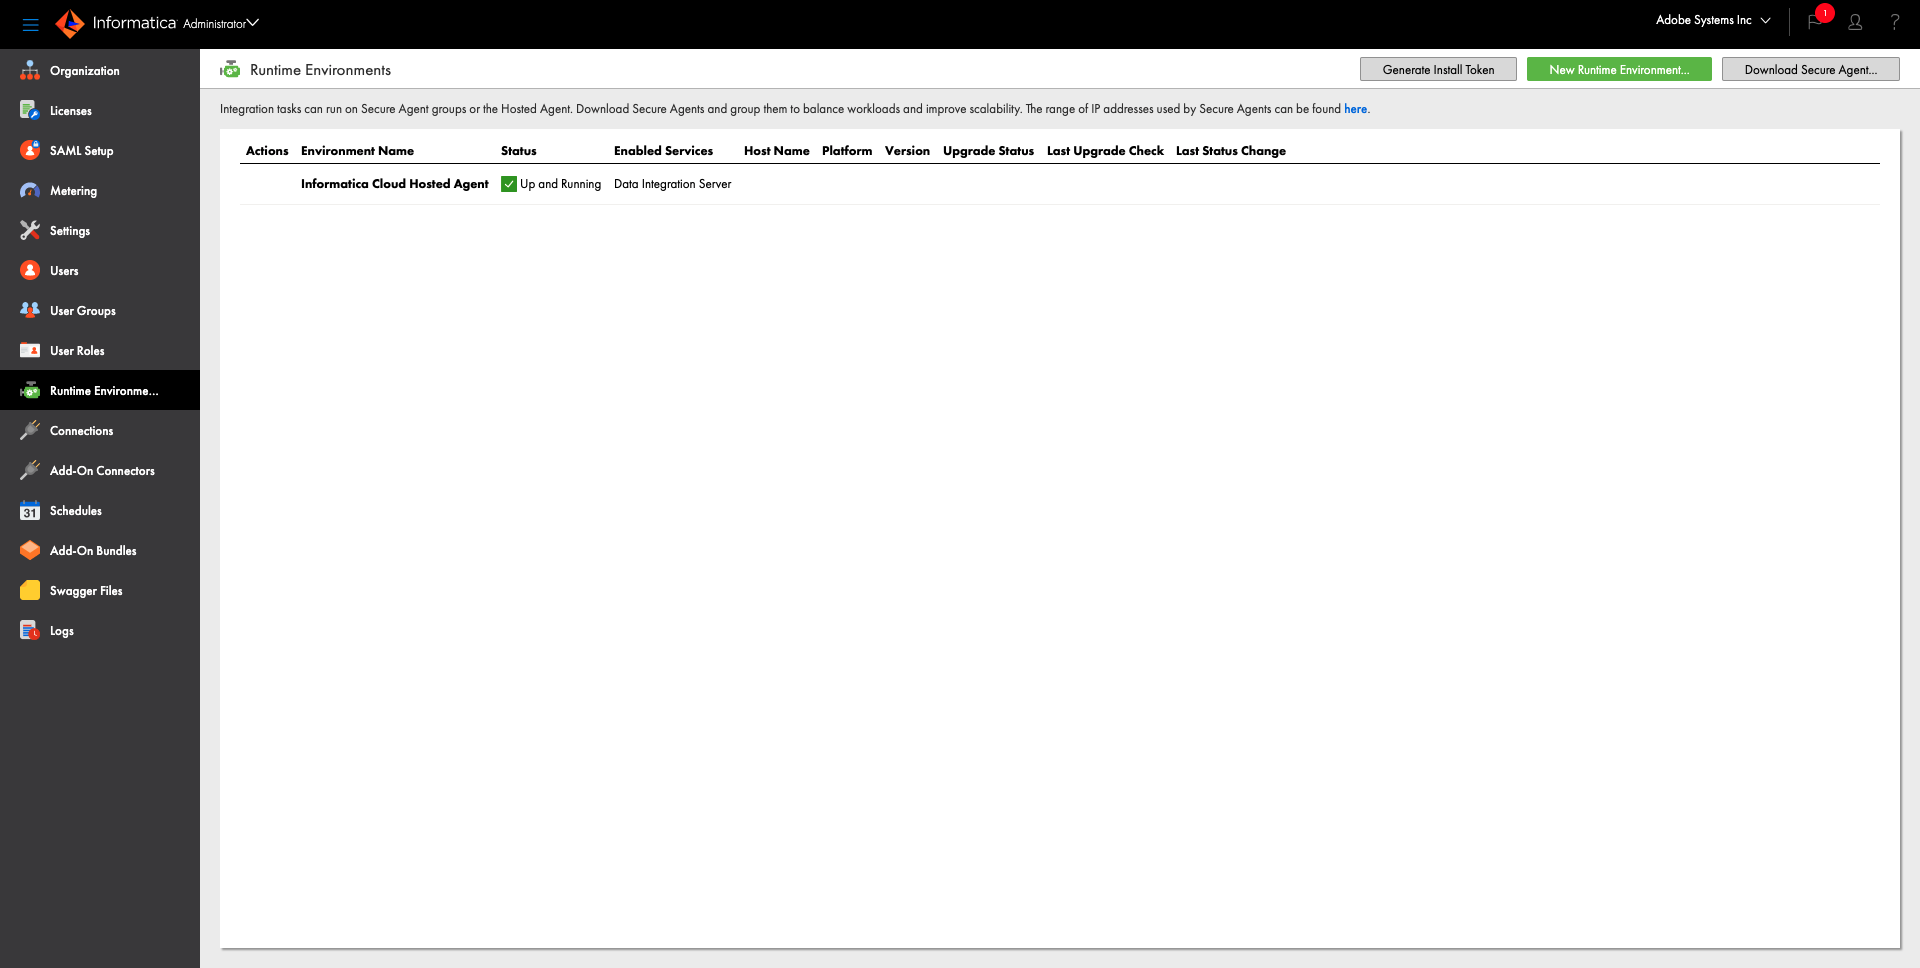 Informatica Administrator
Adobe Systems Inc
1
?
Organization
Licenses
SAML Setup
Metering
Settings
Users
User Groups
User Roles
Runtime Environme...
Connections
Add-On Connectors
31
Schedules
Add-On Bundles
Swagger Files
Logs
Runtime Environments
Generate Install Token
New Runtime Environment...
Download Secure Agent...
Integration tasks can run on Secure Agent groups or the Hosted Agent. Download Secure Agents and group them to balance workloads and improve scalability. The range of IP addresses used by Secure Agents can be found here.
Actions Environment Name Status Enabled Services Host Name Platform Version Upgrade Status Last Upgrade Check Last Status Change
Informatica Cloud Hosted Agent Up and Running Data Integration Server